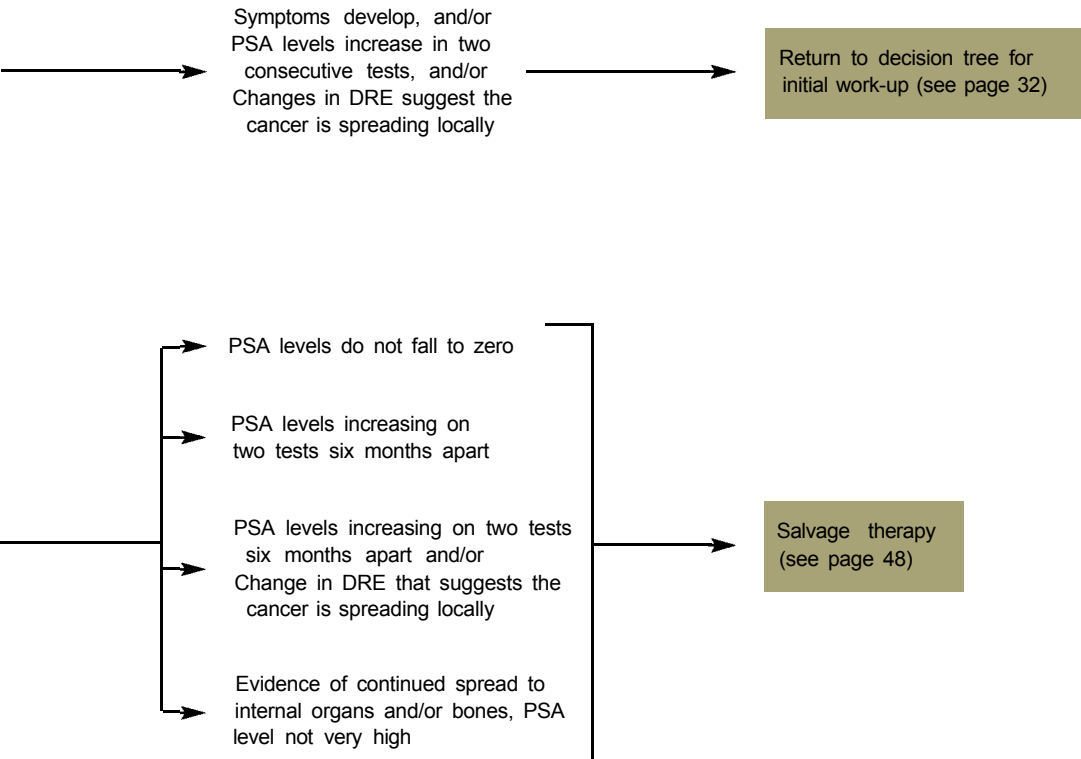 Symptoms develop, and/or
PSA levels increase in two
consecutive tests, and/or
Changes in DRE suggest the
cancer is spreading locally
Return to decision tree for
initial work-up (see page 32)
PSA levels do not fall to zero
PSA levels increasing on
two tests six months apart
PSA levels increasing on two tests
six months apart and/or
Change in DRE that suggests the
cancer is spreading locally
Salvage therapy
(see page 48)
Evidence of continued spread to
internal organs and/or bones, PSA
level not very high